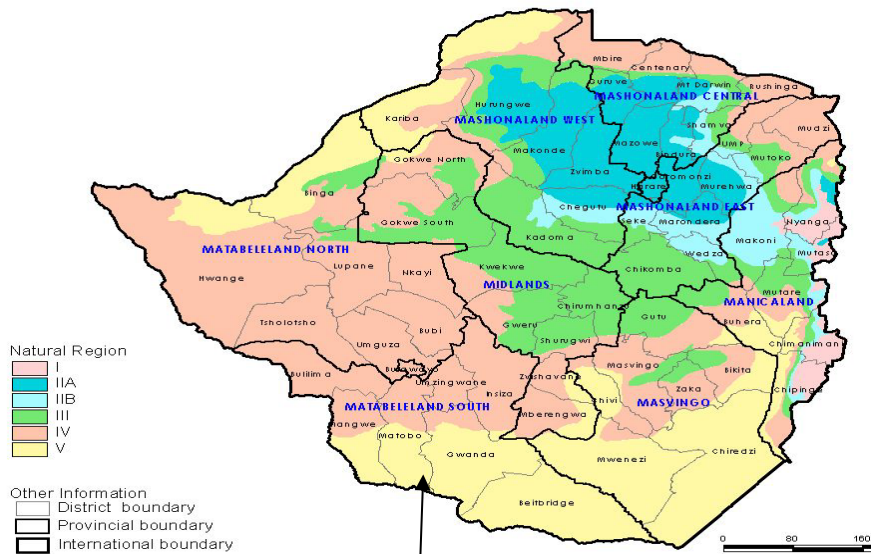 Mbire
Centenary
Guruve
Mt Darwin
Rushinga
MASHONALAND CENTRAL
Hurungwe
Kariba
MASHONALAND WEST
Shamva
Mudzi
Makonde
Mazowe
UMP
Bindura
Mutoko
Gokwe North
Zvimba
Goromonzi
Harare
Murehwa
Binga
Chegutu
MASHONALAND EAST
Gokwe South
Seke
Marondera
Nyanga
Makoni
MATABELELAND NORTH
Kadoma
Wedza
Mutasa
Lupane
Nkayi
Kwekwe
Chikomba
Hwange
MIDLANDS
Mutare
Chirumhanzu
MANICALAND
Tsholotsho
Bubi
Gweru
Gutu
Buhera
Umguza
Shurugwi
Chimaniman
Natural Region
Masvingo
I
Bulilima
Bulawayo
Zvishavan
Bikita
IIA
Umzingwane
Zaka
Chipinge
IIB
Insiza
Chivi
III
MATABELELAND SOUTH
Mberengwa
MASVINGO
IV
Mangwe
V
Matobo
Gwanda
Mwenezi
Chiredzi
Other Information
District boundary
Beitbridge
Provincial boundary
International boundary
0 80 160